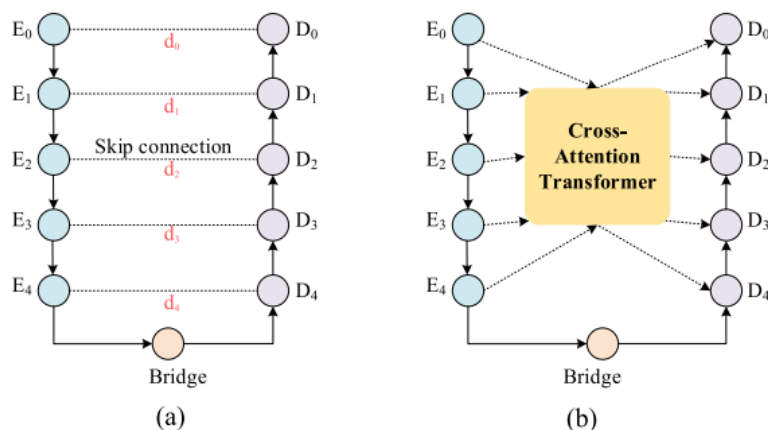 E0 D0 E0 D0
d0
E1 D1 E1 D1
d1
Cross-
Skip connection
Attention
E2 D2 E2 D2
d2
Transformer
E3 D3 E3 D3
d3
E4 D4 E4 D4
d4
Bridge Bridge
(a) (b)